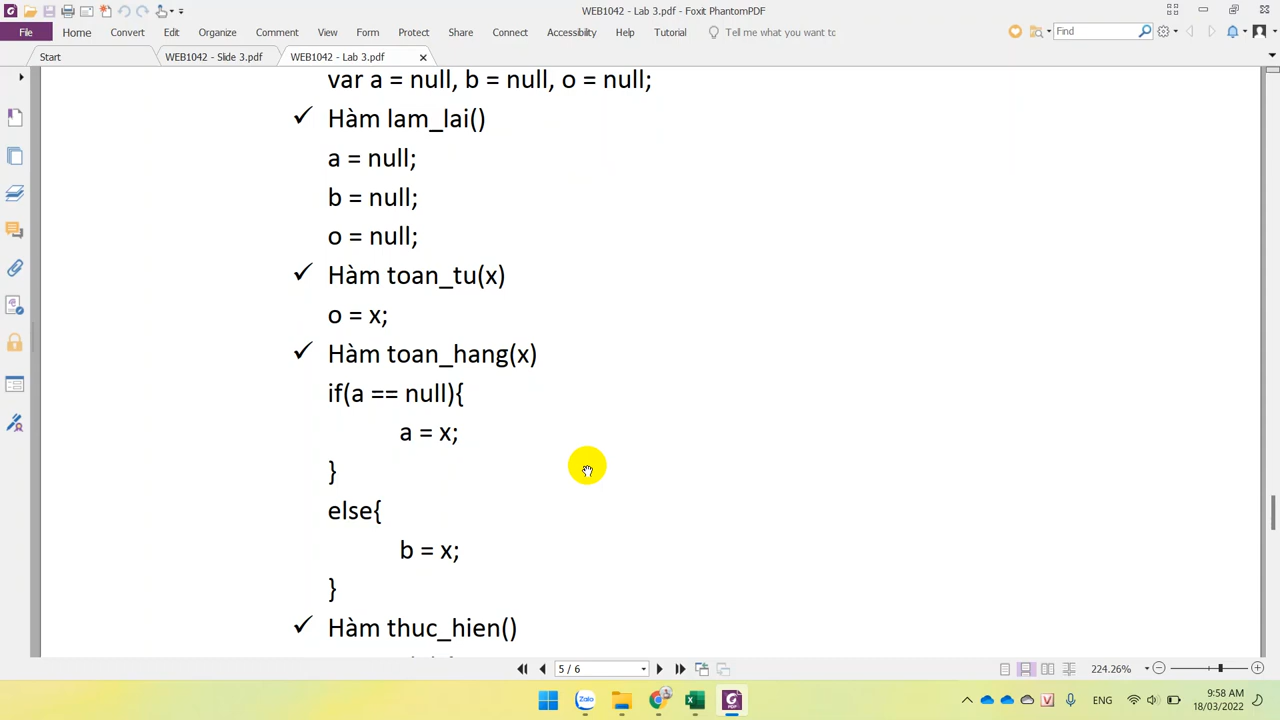 WEB1042 - Lab 3.pdf - Foxit PhantomPDF
File Home Convert Edit Organize Comment View Form Protect Share Connect Accessibility Help Tutorial Tell me what you want to Find
Start WEB1042 - Slide 3.pdf WEB1042 - Lab 3.pdf
var a = null, b = null, o = null;
✓ Hàm lam_lai()
a = null;
b = null;
o = null;
✓ Hàm toan_tu(x)
o = x;
✓ Hàm toan_hang(x)
if(a == null){
a = x;
}
else{
b = x;
}
✓ Hàm thuc_hien()
5 / 6 224.26%
Zalo PDF V ENG 9:58 AM
18/03/2022